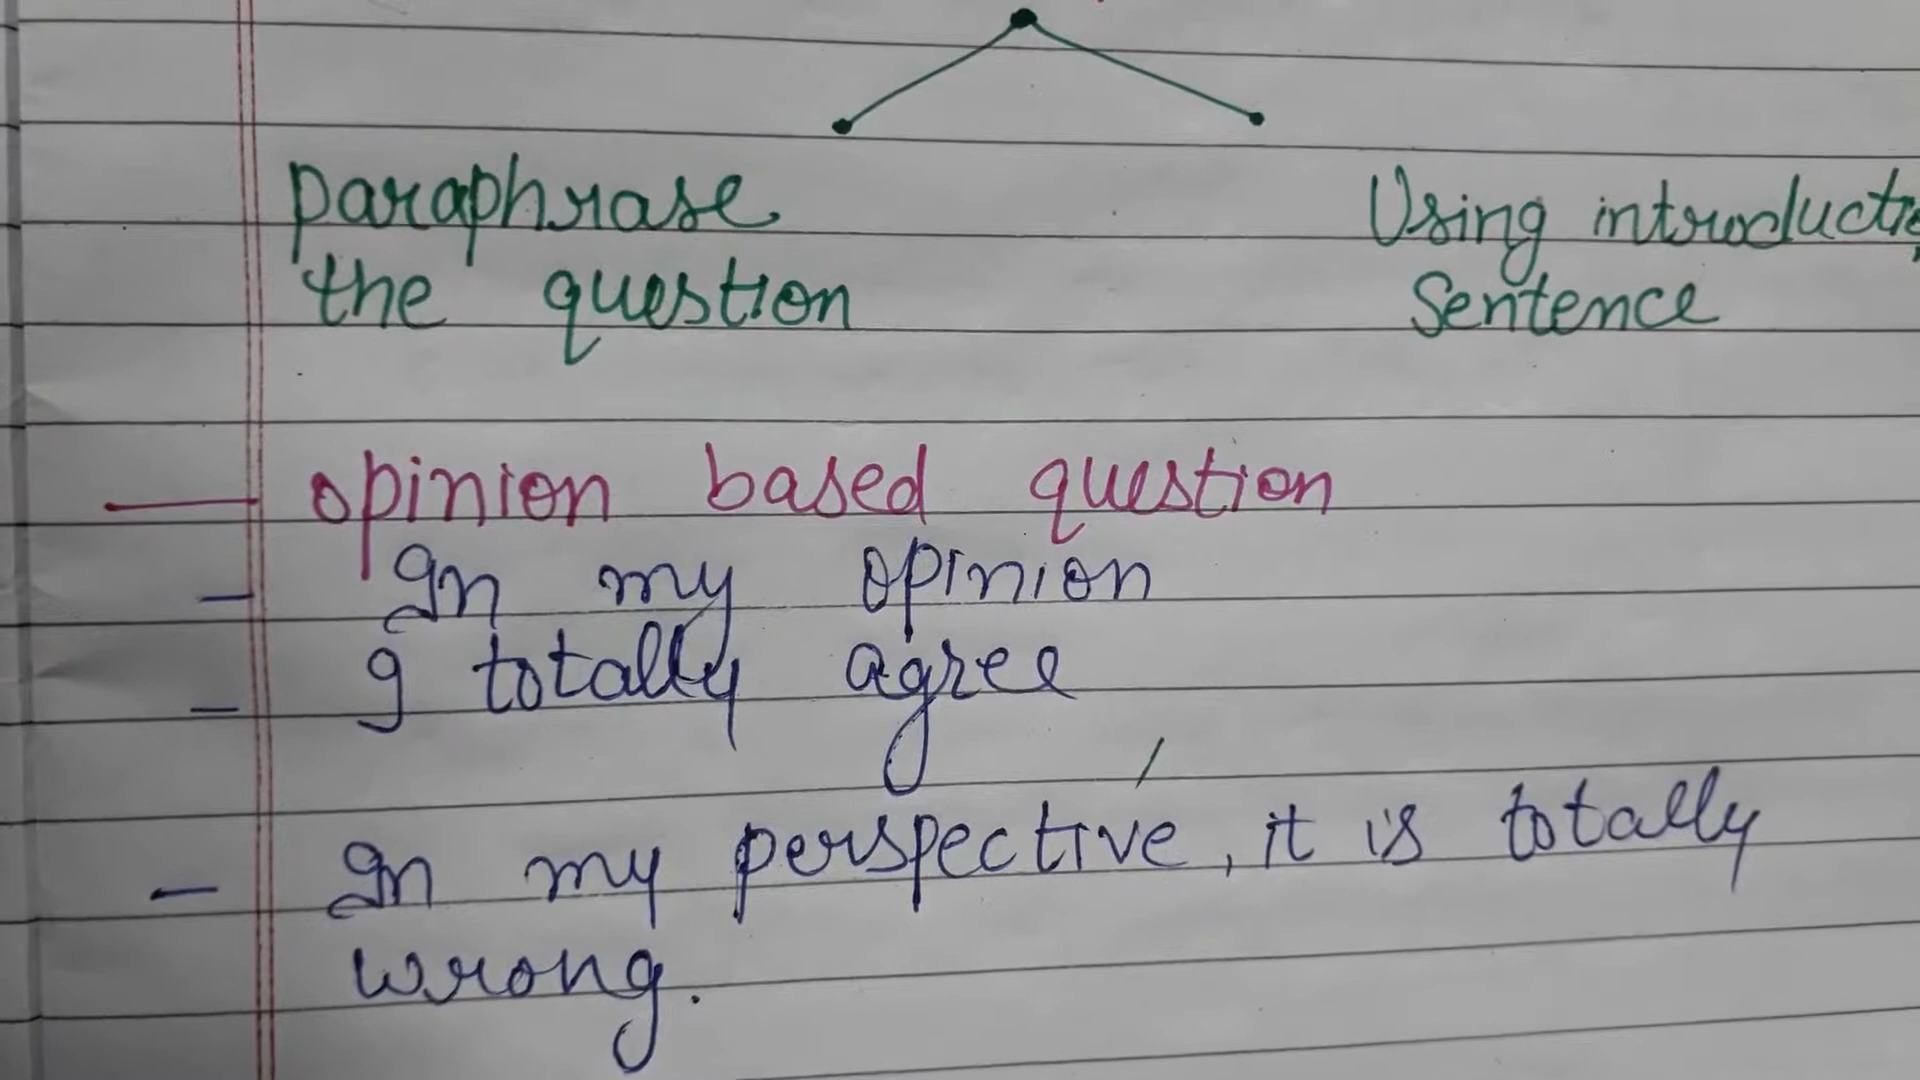 paraphrase
the question
Using
Sentence
opinion based question
In my opinion
I totally agree
In my perspective, it is totally
wrong.